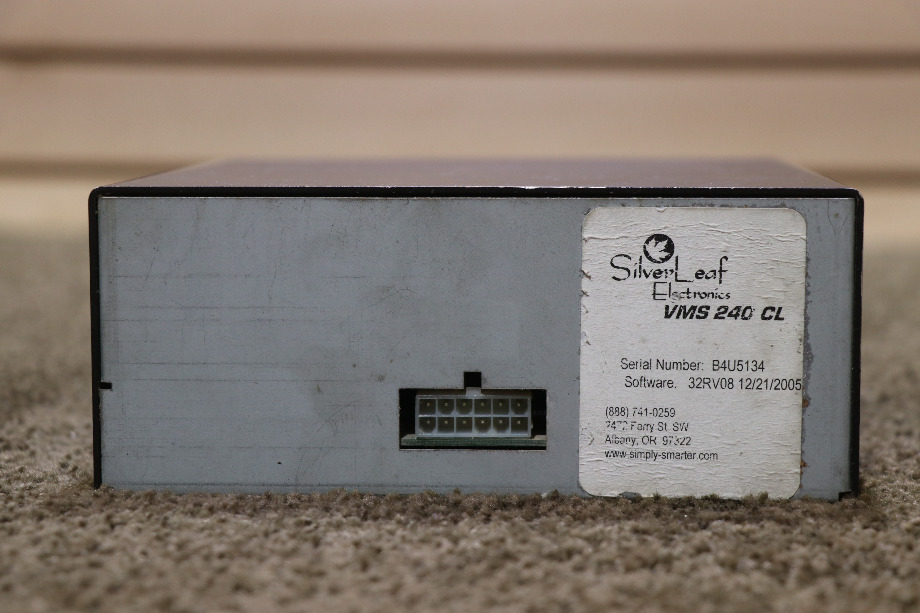 SilverLeaf
Electronics
VMS 240 CL
Serial Number: B4U5134
Software. 32RV08 12/21/2005
(888) 741-0259
Ferry St. SW
Albany, OR 97322
www.simply-smarter.com